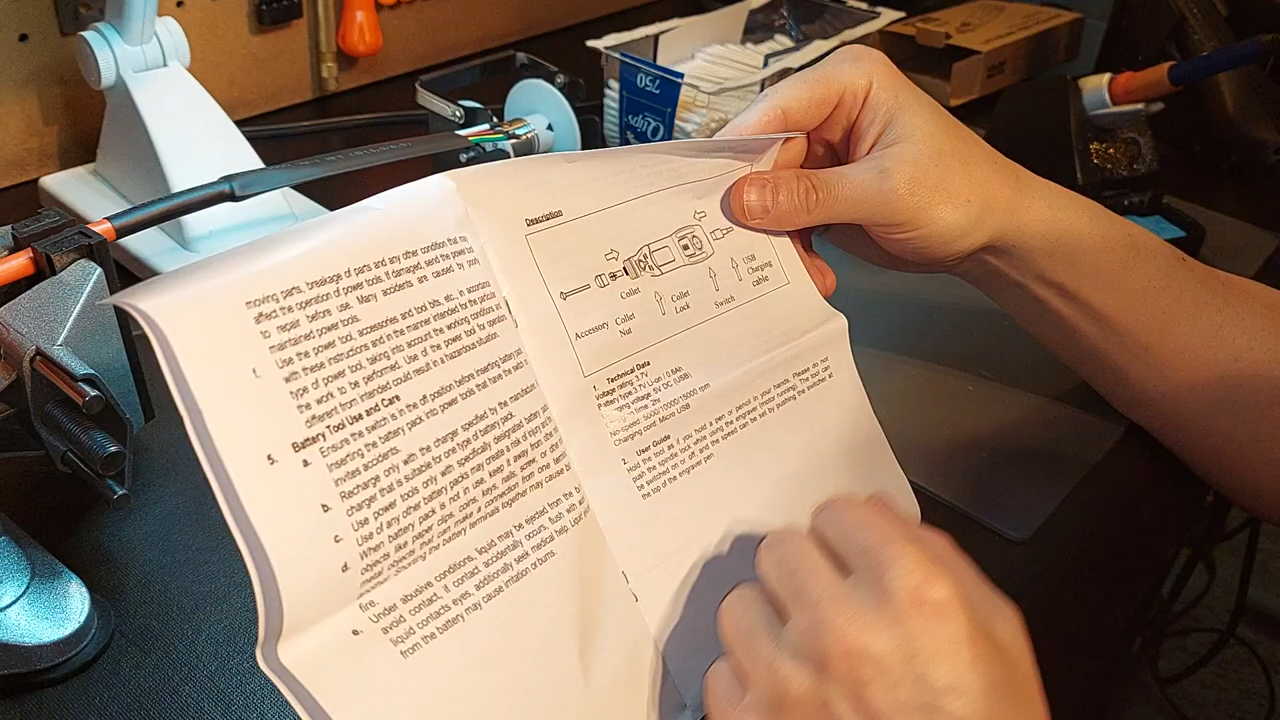 moving parts, breakage of parts and any other condition that may
affect the operation of power tools. If damaged, send the power tool
to repair before use. Many accidents are caused by poorly
maintained power tools.
f. Use the power tool, accessories and tool bits, etc., in accordance
with these instructions and in the manner intended for the particular
type of power tool, taking into account the working conditions and
the work to be performed. Use of the power tool for operation
different from intended could result in a hazardous situation.
5. Battery Tool Use and Care
a. Ensure the switch is in the off position before inserting battery pack.
Inserting the battery pack into power tools that have the switch
invites accidents.
b. Recharge only with the charger specified by the manufacturer.
charger that is suitable for one type of battery pack
c. Use power tools only with specifically designated battery
of any other battery packs may create a risk of injury and
d. When battery pack is not in use, keep it away from other
objects like paper clips, coins, keys, nails, screw, or other
metal objects that can make a connection from one terminal
Shorting the battery terminals together may cause
fire.
e. Under abusive conditions, liquid may be ejected from the
avoid contact, if contact accidentally occurs, flush with
liquid contacts eyes, additionally seek medical help. Liquid
from the battery may cause irritation or burns.
Description
Accessory
Collet
Nut
Collet
Collet
Lock
Switch
USB
Charging
cable
1. Technical Data
Voltage rating: 3.7V
Battery type:3.7V Li-on / 0.6Ah
voltage: 5V DC (USB)
time: 2hr
No-speed: 5000/10000/15000 rpm
Charging cord: Micro USB
2. User Guide
Hold the tool as if you hold a pen or pencil in your hands. Please do not
push the spindle lock while using the engraver (motor running). The tool can
be switched on or off, and the speed can be set by pushing the switcher at
the top of the engraver pen
750
Q-tips